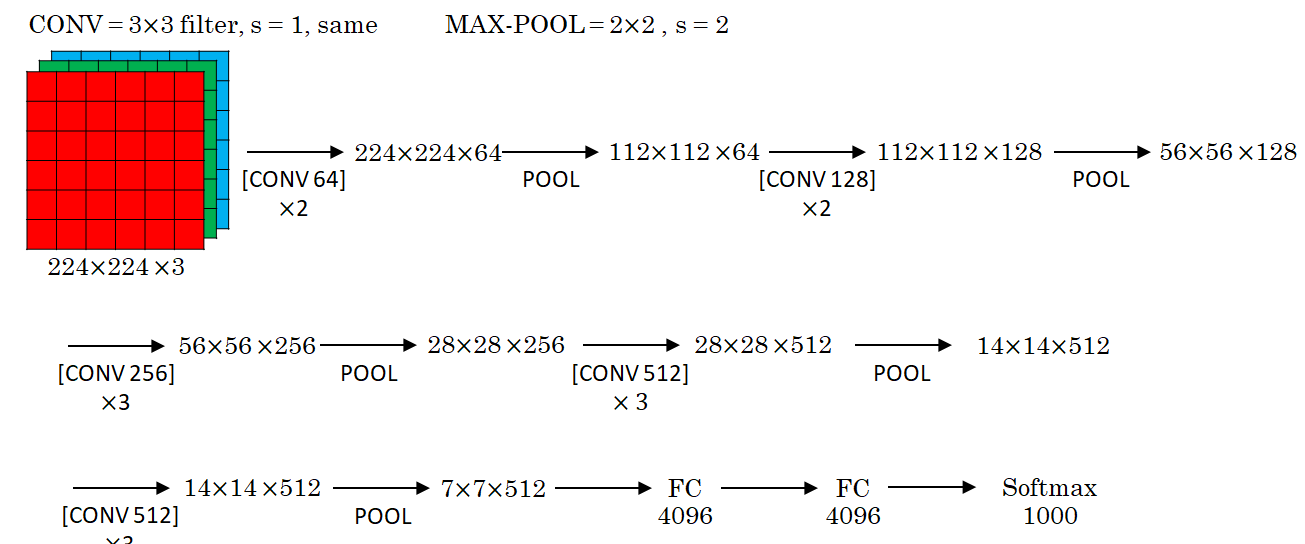 CONV = 3×3 filter, s = 1, same MAX-POOL = 2×2 , s = 2
224×224×64 112×112 ×64 112×112 ×128 56×56 ×128
[CONV 64] POOL [CONV 128] POOL
×2 ×2
224×224 ×3
56×56 ×256 28×28 ×256 28×28 ×512 14×14×512
[CONV 256] POOL [CONV 512] POOL
×3 × 3
14×14 ×512 7×7×512 FC FC Softmax
[CONV 512] POOL 4096 4096 1000
×3